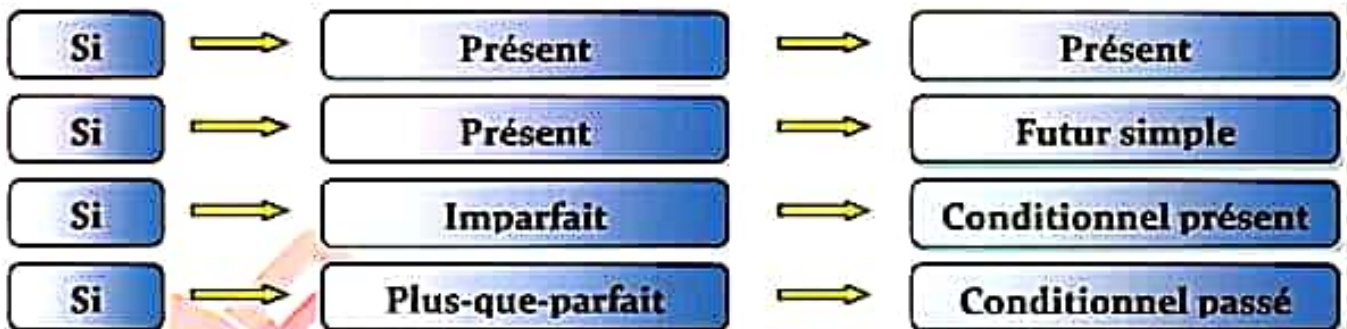 Si Présent Présent
Si Présent Futur simple
Si Imparfait Conditionnel présent
Si Plus-que-parfait Conditionnel passé